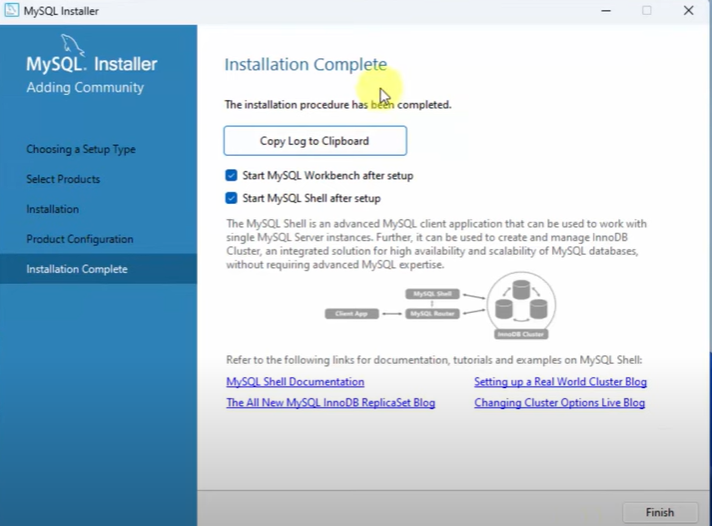 MySQL Installer
MySQL. Installer
Adding Community
Choosing a Setup Type
Select Products
Installation
Product Configuration
Installation Complete
Installation Complete
The installation procedure has been completed.
Copy Log to Clipboard
Start MySQL Workbench after setup
Start MySQL Shell after setup
The MySQL Shell is an advanced MySQL client application that can be used to work with
single MySQL Server instances. Further, it can be used to create and manage InnoDB
Cluster, an integrated solution for high availability and scalability of MySQL databases,
without requiring advanced MySQL expertise.
MySQL Shell
Client App
MySQL Router
InnoDB Cluster
Refer to the following links for documentation, tutorials and examples on MySQL Shell:
MySQL Shell Documentation
Setting up a Real World Cluster Blog
The All New MySQL InnoDB ReplicaSet Blog
Changing Cluster Options Live Blog
Finish